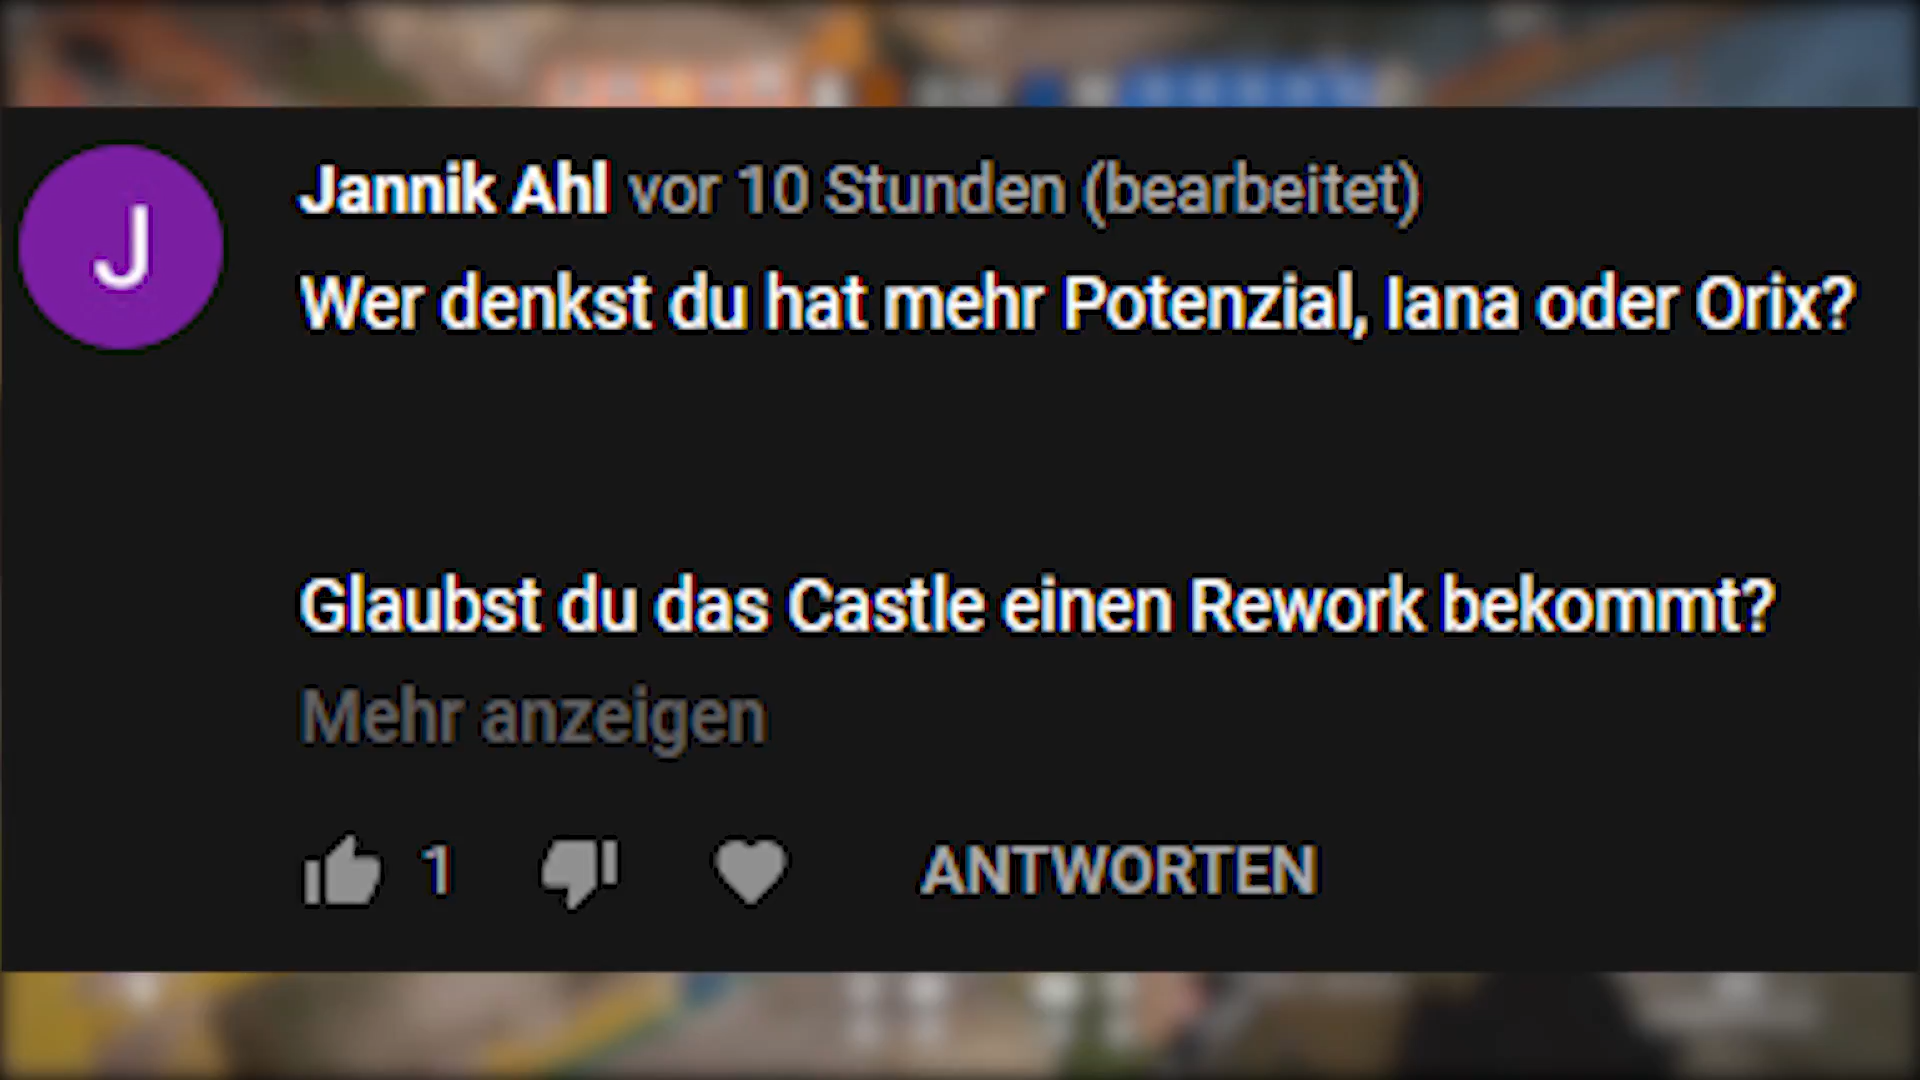 J
Jannik Ahl vor 10 Stunden (bearbeitet)
Wer denkst du hat mehr Potenzial, Iana oder Orix?
Glaubst du das Castle einen Rework bekommt?
Mehr anzeigen
1 ANTWORTEN